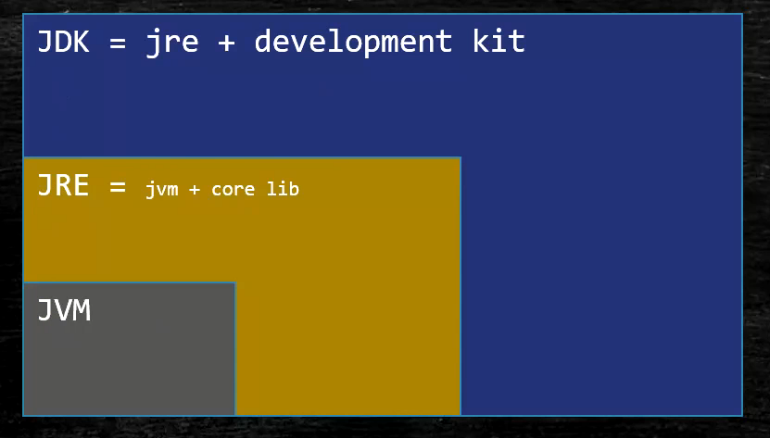 JDK = jre + development kit
JRE = jvm + core lib
JVM